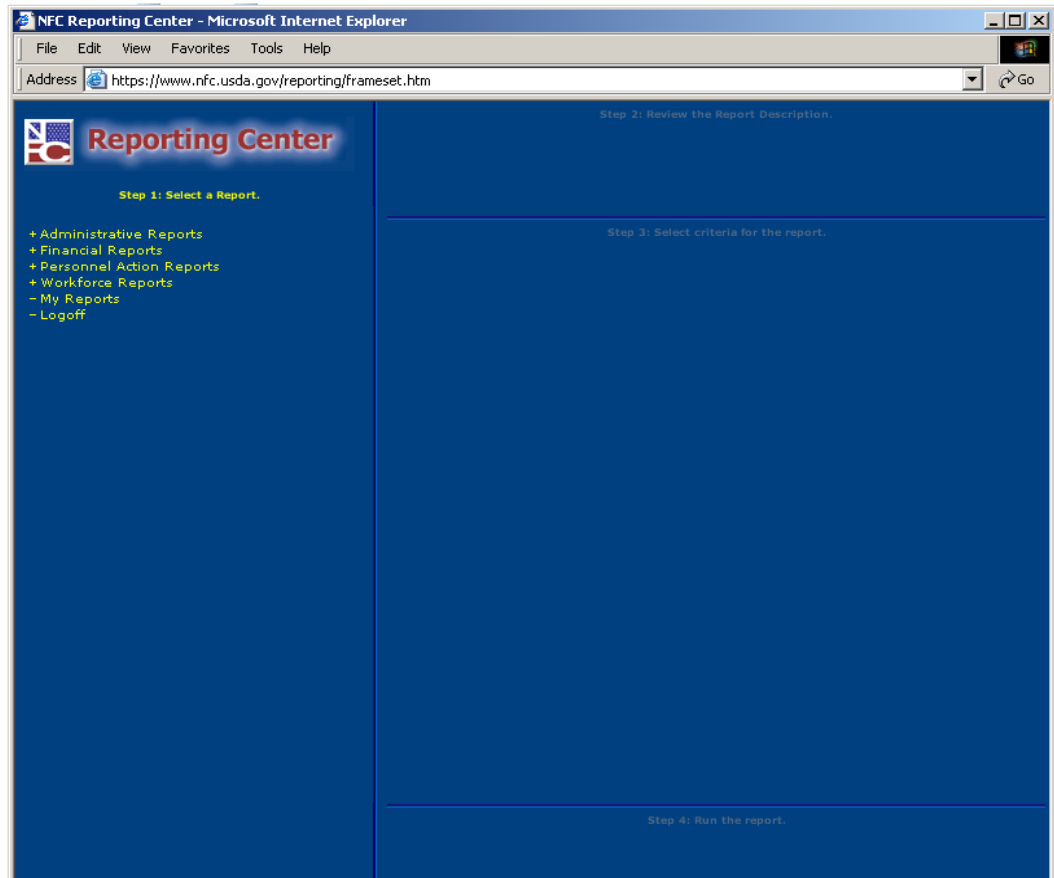 NFC Reporting Center - Microsoft Internet Explorer
File Edit View Favorites Tools Help
Address https://www.nfc.usda.gov/reporting/frameset.htm Go
NFC Reporting Center
Step 1: Select a Report.
+ Administrative Reports
+ Financial Reports
+ Personnel Action Reports
+ Workforce Reports
- My Reports
- Logoff
Step 2: Review the Report Description.
Step 3: Select criteria for the report.
Step 4: Run the report.